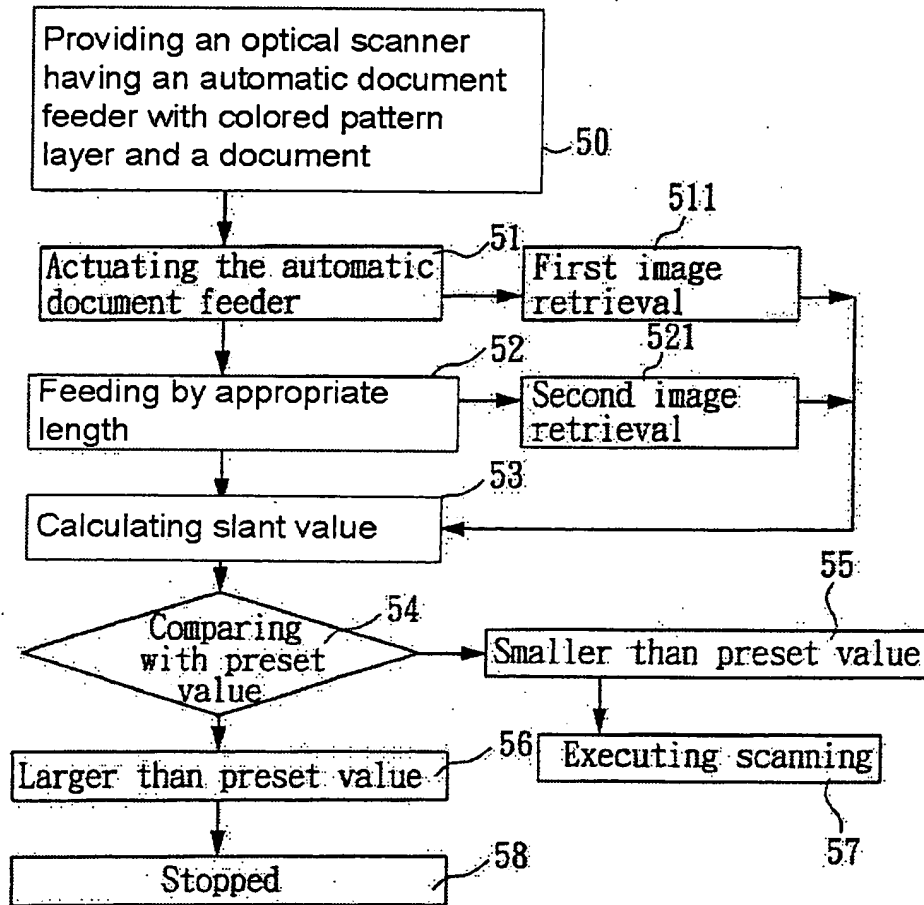 Providing an optical scanner
having an automatic document
feeder with colored pattern
layer and a document
50
51
Actuating the automatic
document feeder
511
First image
retrieval
52
Feeding by appropriate
length
521
Second image
retrieval
53
Calculating slant value
54
Comparing
with preset
value
55
Smaller than preset value
56
Larger than preset value
Executing scanning
57
58
Stopped